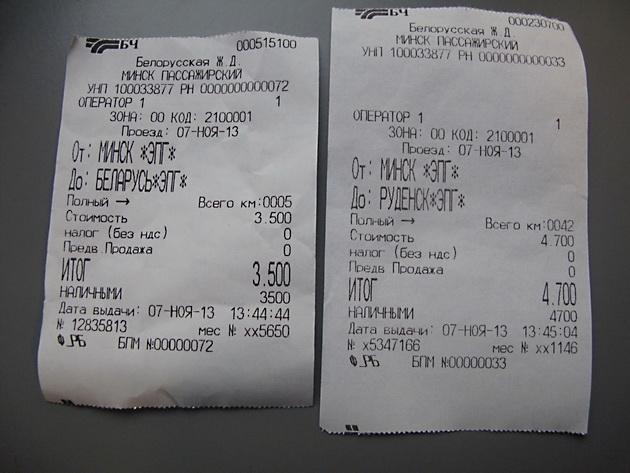 БЧ 000515100
Белорусская Ж.Д.
МИНСК ПАССАЖИРСКИЙ
УНП 100033877 РН 0000000000072
ОПЕРАТОР 1 1
ЗОНА: 00 КОД: 2100001
Проезд: 07-НОЯ-13
От: МИНСК *ЭПГ*
До: БЕЛАРУСЬ*ЭПГ*
Полный → Всего км:0005
Стоимость 3.500
налог (без ндс) 0
Предв Продажа 0
ИТОГ 3.500
НАЛИЧНЫМИ 3500
Дата выдачи: 07-НОЯ-13 13:44:44
№ 12835813 мес № xx5650
БПМ №00000072
БЧ 000230700
Белорусская Ж.Д.
МИНСК ПАССАЖИРСКИЙ
УНП 100033877 РН 0000000000033
ОПЕРАТОР 1 1
ЗОНА: 00 КОД: 2100001
Проезд: 07-НОЯ-13
От: МИНСК *ЭПГ*
До: РУДЕНСК*ЭПГ*
Полный → Всего км:0042
Стоимость 4.700
налог (без ндс) 0
Предв Продажа 0
ИТОГ 4.700
НАЛИЧНЫМИ 4700
Дата выдачи: 07-НОЯ-13 13:45:04
№ x5347166 мес № xx1146
БПМ №00000033